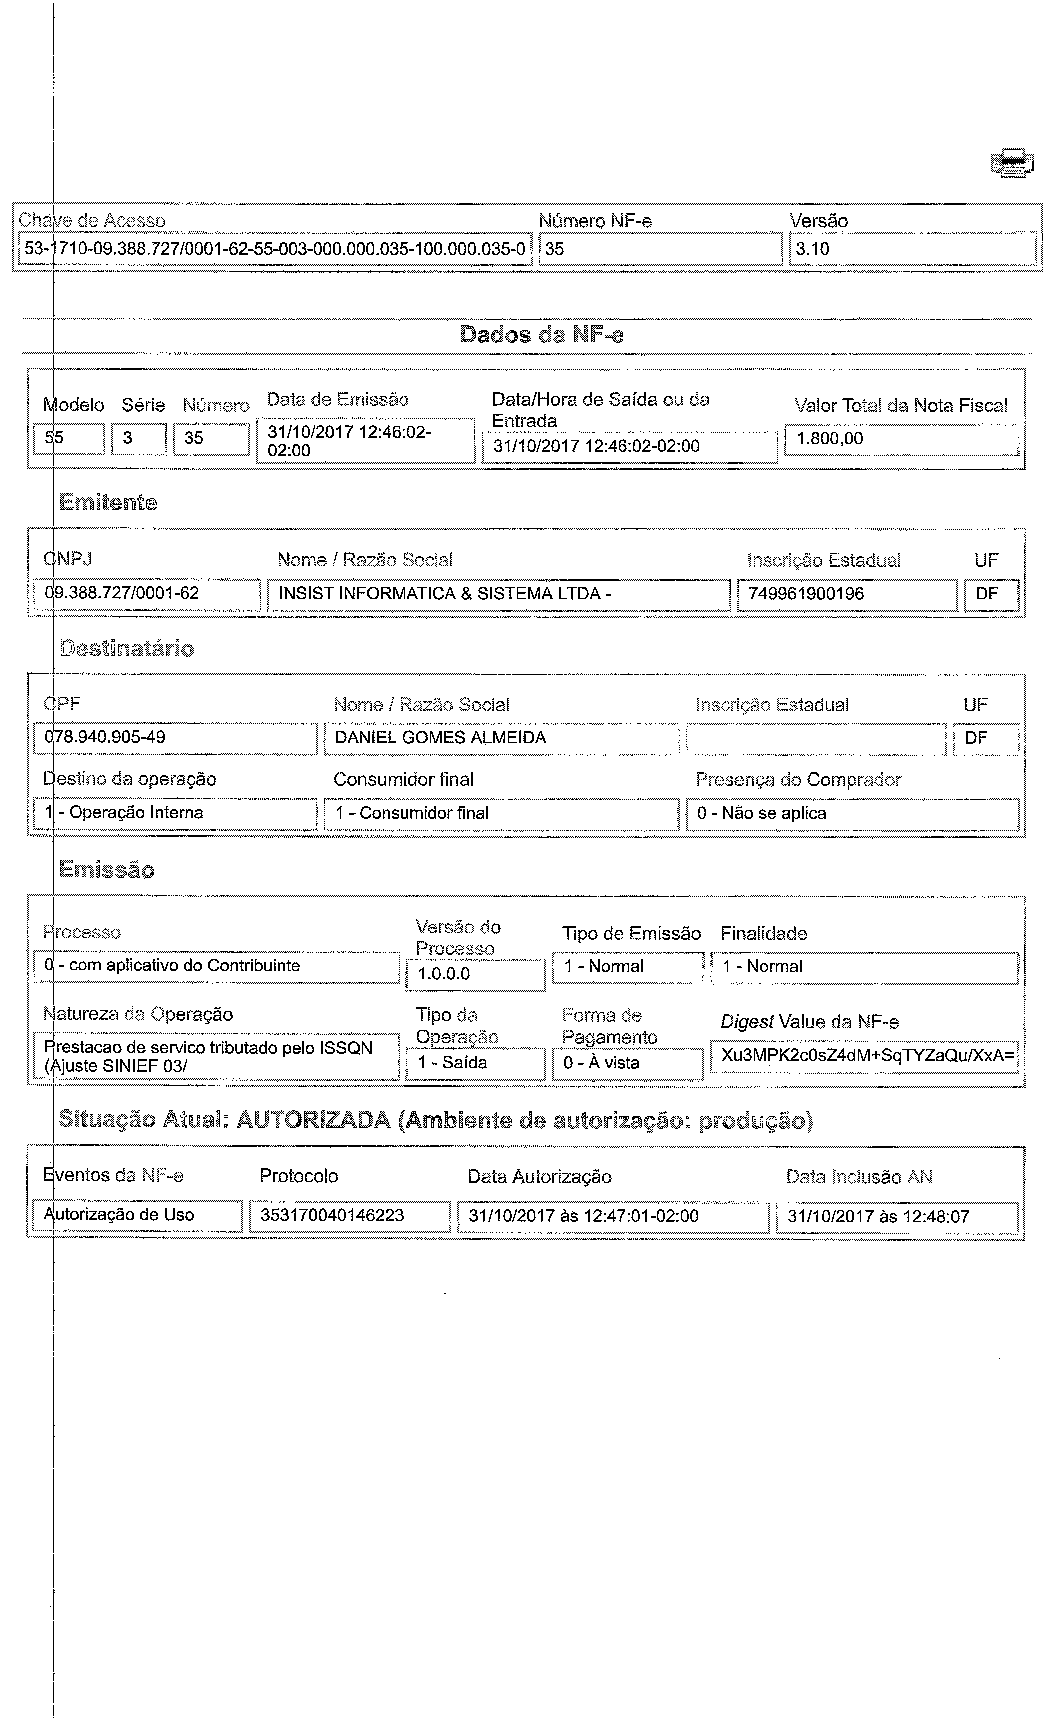 Chave de Acesso Número NF-e Versão
53-1710-09.388.727/0001-62-55-003-000.000.035-100.000.035-0 35 3.10
Dados da NF-e
Modelo Série Número Data de Emissão Data/Hora de Saída ou da Entrada Valor Total da Nota Fiscal
55 3 35 31/10/2017 12:46:02-02:00 31/10/2017 12:46:02-02:00 1.800,00
Emitente
CNPJ Nome / Razão Social Inscrição Estadual UF
09.388.727/0001-62 INSIST INFORMATICA & SISTEMA LTDA - 749961900196 DF
Destinatário
CPF Nome / Razão Social Inscrição Estadual UF
078.940.905-49 DANIEL GOMES ALMEIDA DF
Destino da operação Consumidor final Presença do Comprador
1 - Operação Interna 1 - Consumidor final 0 - Não se aplica
Emissão
Processo Versão do Processo Tipo de Emissão Finalidade
0 - com aplicativo do Contribuinte 1.0.0.0 1 - Normal 1 - Normal
Natureza da Operação Tipo da Operação Forma de Pagamento Digest Value da NF-e
Prestacao de servico tributado pelo ISSQN (Ajuste SINIEF 03/ 1 - Saída 0 - À vista Xu3MPK2c0sZ4dM+SqTYZaQu/XxA=
Situação Atual: AUTORIZADA (Ambiente de autorização: produção)
Eventos da NF-e Protocolo Data Autorização Data Inclusão AN
Autorização de Uso 353170040146223 31/10/2017 às 12:47:01-02:00 31/10/2017 às 12:48:07